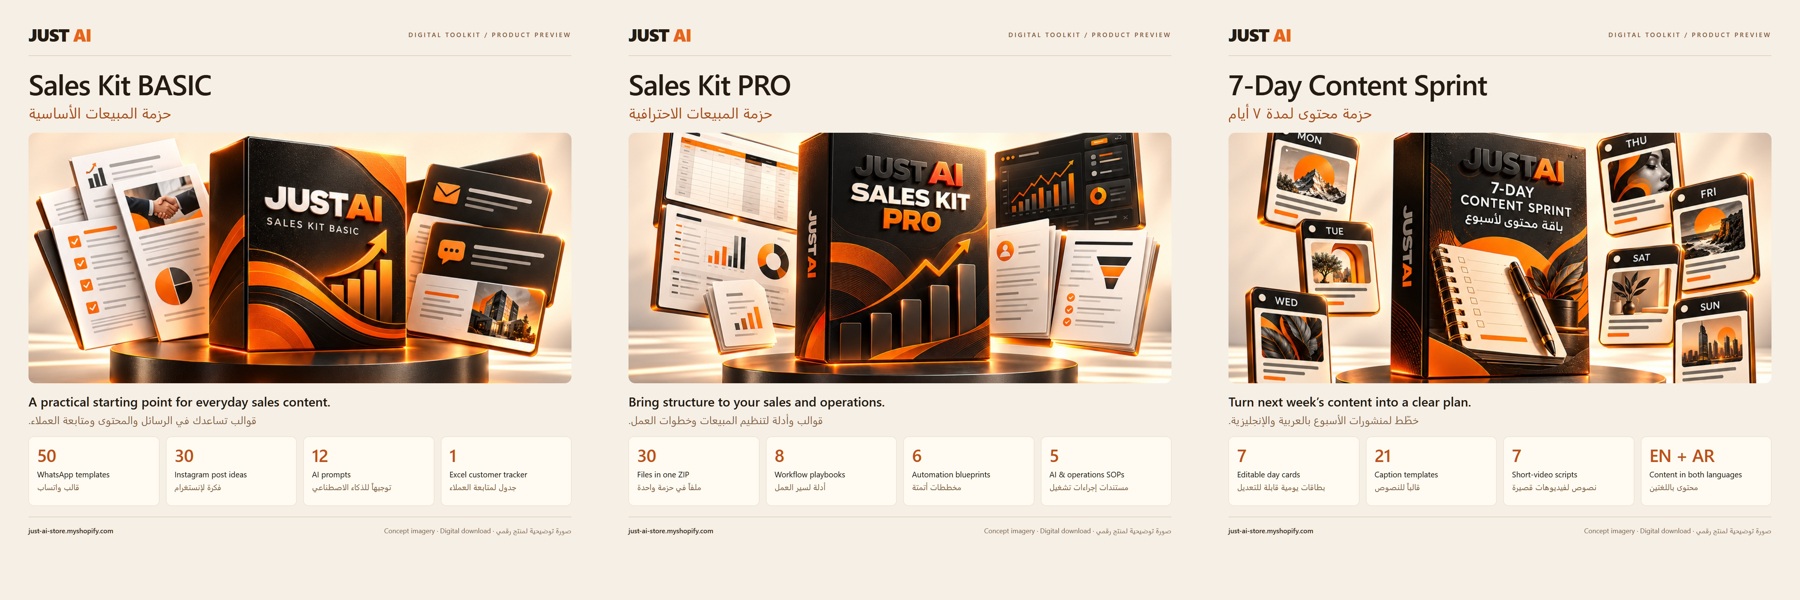 JUST AI
DIGITAL TOOLKIT / PRODUCT PREVIEW
Sales Kit BASIC
حزمة المبيعات الأساسية
JUSTAI
SALES KIT BASIC
A practical starting point for everyday sales content.
قوالب تساعدك في الرسائل والمحتوى ومتابعة العملاء.
50
WhatsApp templates
قالب واتساب
30
Instagram post ideas
فكرة لإنستغرام
12
AI prompts
توجيهاً للذكاء الاصطناعي
1
Excel customer tracker
جدول لمتابعة العملاء
just-ai-store.myshopify.com
Concept imagery · Digital download · صورة توضيحية لمنتج رقمي
JUST AI
DIGITAL TOOLKIT / PRODUCT PREVIEW
Sales Kit PRO
حزمة المبيعات الاحترافية
JUSTAI
SALES KIT
PRO
JUSTAI
Bring structure to your sales and operations.
قوالب وأدلة لتنظيم المبيعات وخطوات العمل.
30
Files in one ZIP
ملفاً في حزمة واحدة
8
Workflow playbooks
أدلة لسير العمل
6
Automation blueprints
مخططات أتمتة
5
AI & operations SOPs
مستندات إجراءات تشغيل
just-ai-store.myshopify.com
Concept imagery · Digital download · صورة توضيحية لمنتج رقمي
JUST AI
DIGITAL TOOLKIT / PRODUCT PREVIEW
7-Day Content Sprint
حزمة محتوى لمدة ٧ أيام
MON
TUE
WED
JUSTAI
JUSTAI
7-DAY
CONTENT SPRINT
باقة محتوى لأسبوع
THU
FRI
SAT
SUN
Turn next week's content into a clear plan.
خطّط لمنشورات الأسبوع بالعربية والإنجليزية.
7
Editable day cards
بطاقات يومية قابلة للتعديل
21
Caption templates
قالباً للنصوص
7
Short-video scripts
نصوص لفيديوهات قصيرة
EN + AR
Content in both languages
محتوى باللغتين
just-ai-store.myshopify.com
Concept imagery · Digital download · صورة توضيحية لمنتج رقمي